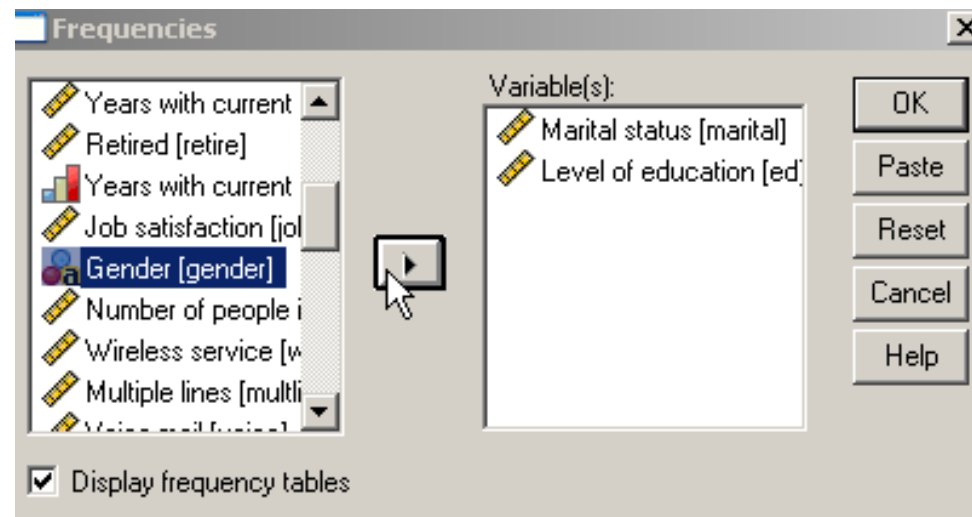 Frequencies
Years with current
Retired [retire]
Years with current
Job satisfaction [jol
Gender [gender]
Number of people i
Wireless service [w
Multiple lines [multli
Display frequency tables
Variable(s):
Marital status [marital]
Level of education [ed]
OK
Paste
Reset
Cancel
Help